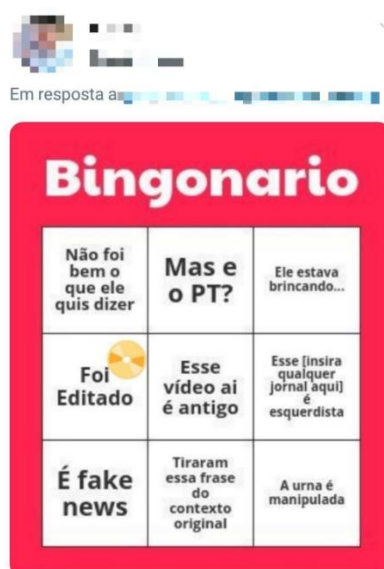 Em resposta a
Bingonario
Não foi
bem o
que ele
quis dizer
Mas e
o PT?
Ele estava
brincando...
Foi
Editado
Esse
vídeo ai
é antigo
Esse [insira
qualquer
jornal aqui]
é
esquerdista
É fake
news
Tiraram
essa frase
do
contexto
original
A urna é
manipulada